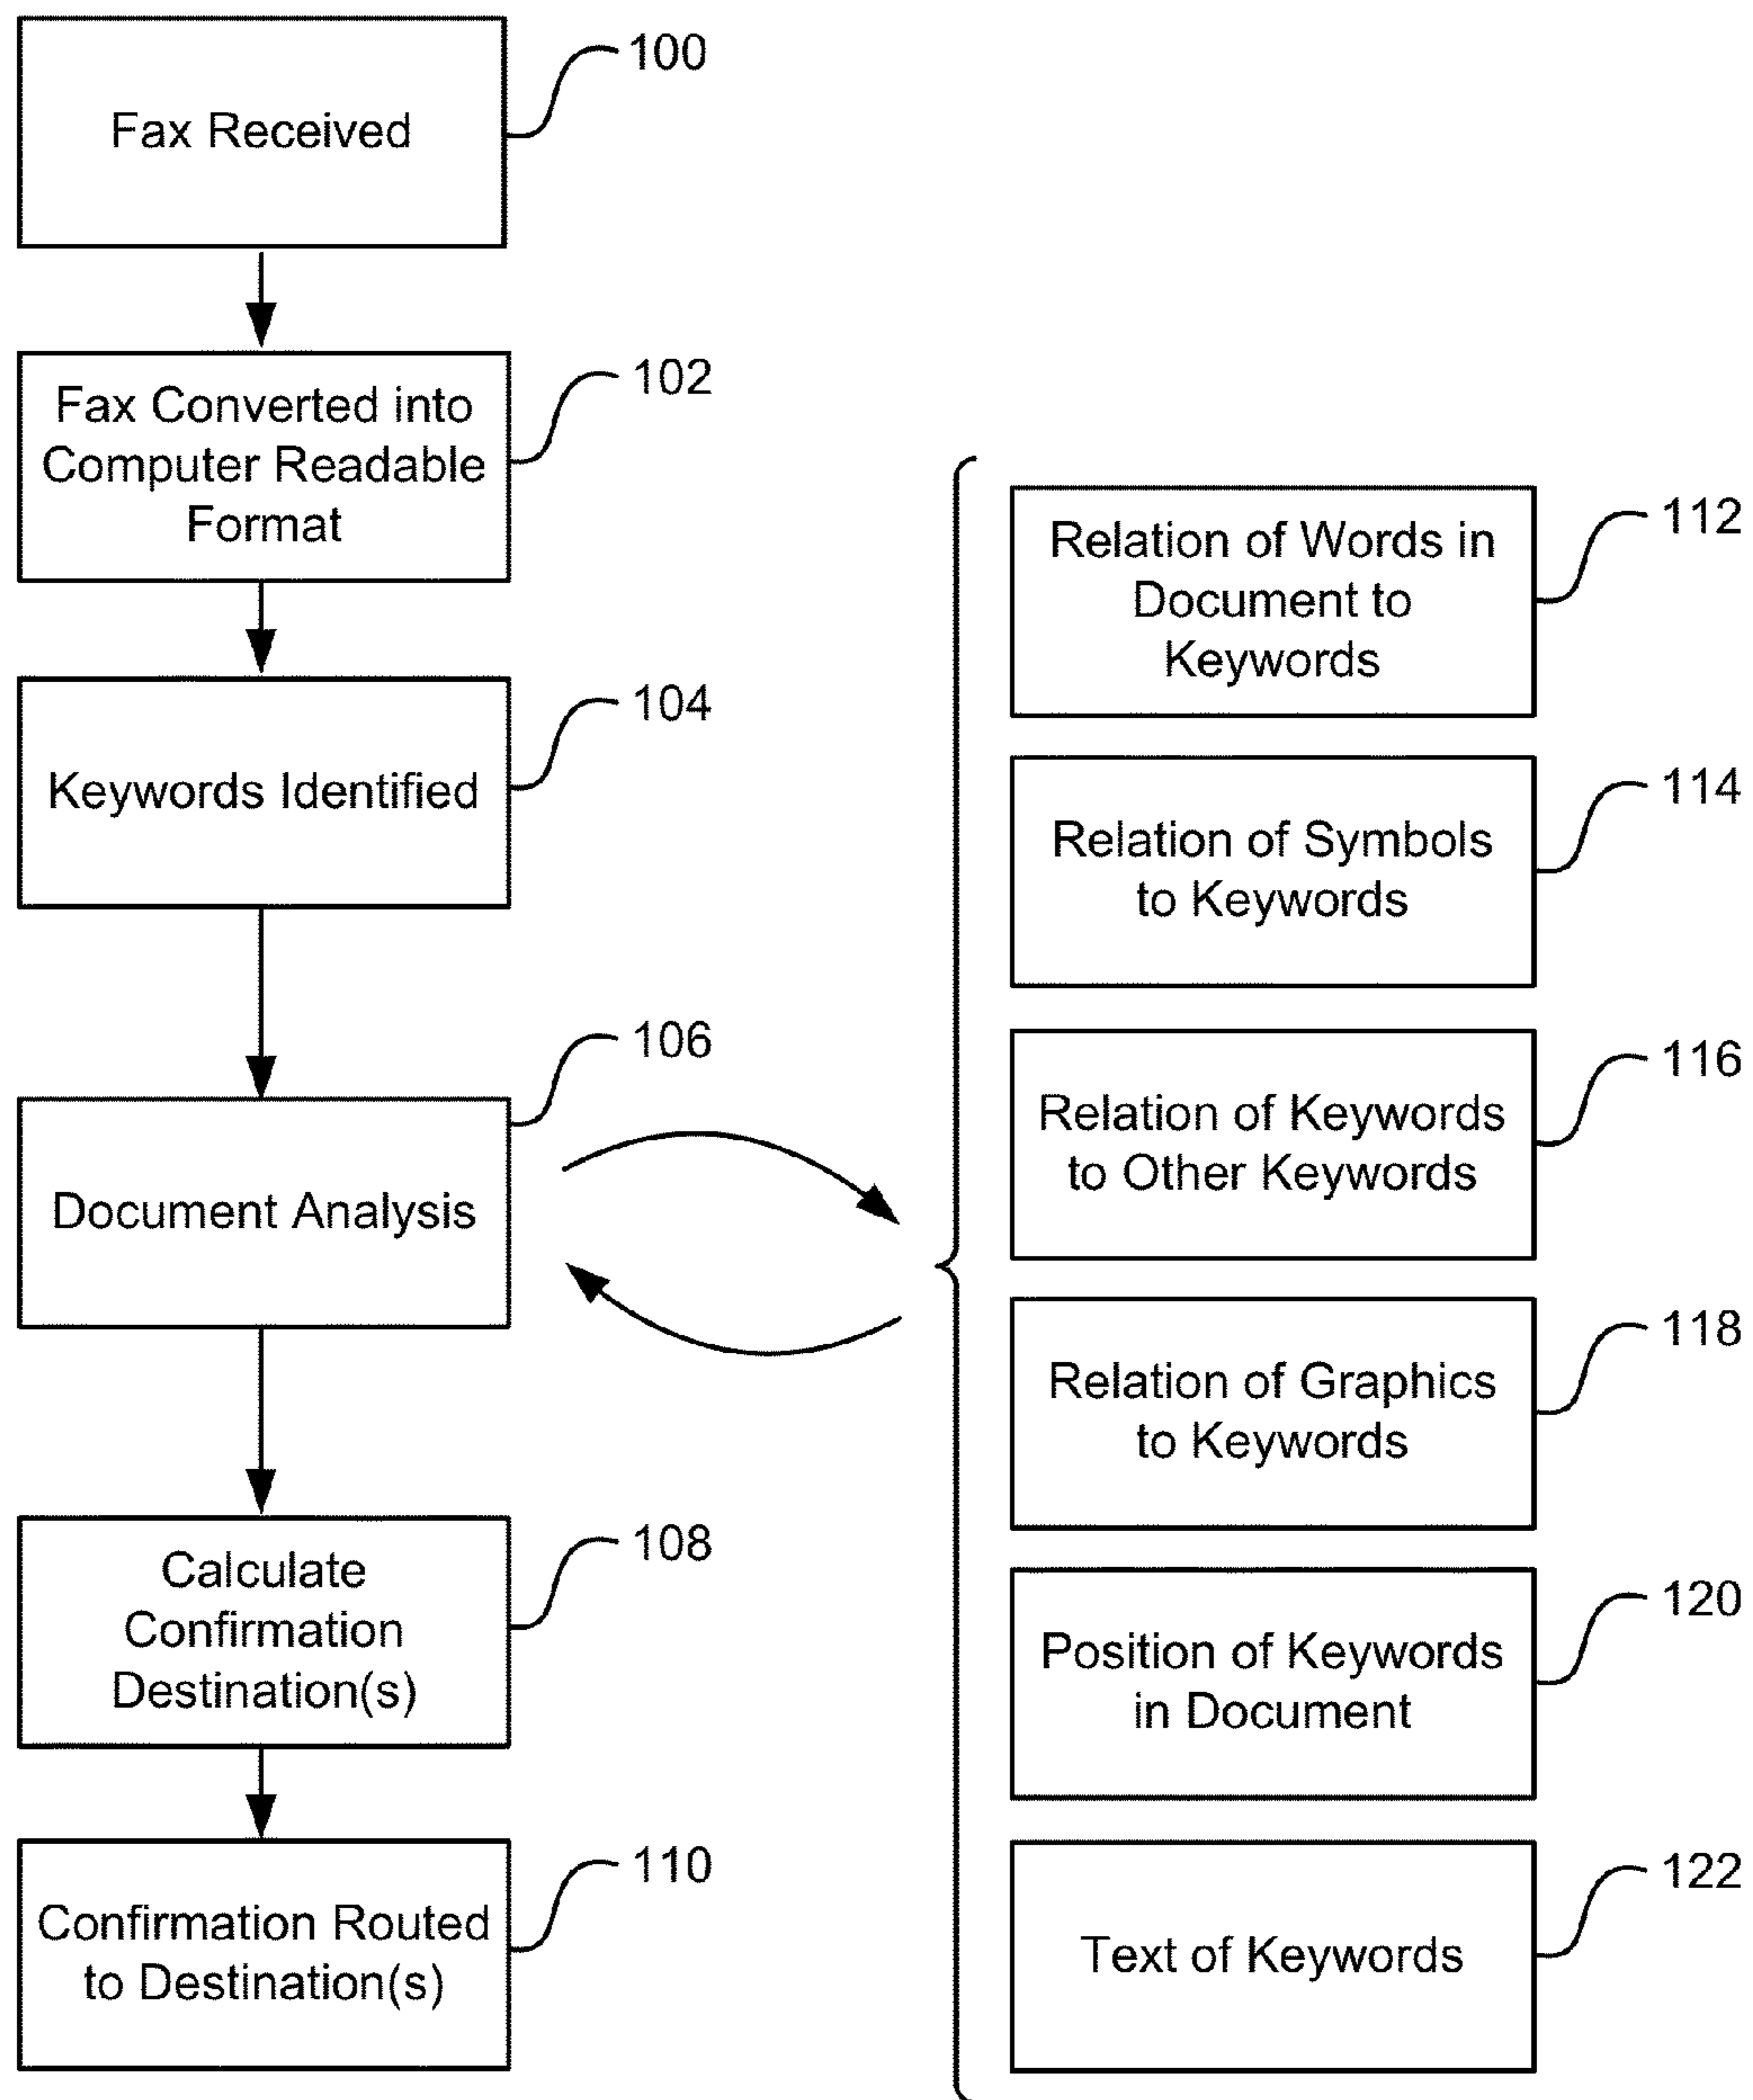 100
Fax Received
102
Fax Converted into
Computer Readable
Format
104
Keywords Identified
106
Document Analysis
108
Calculate
Confirmation
Destination(s)
110
Confirmation Routed
to Destination(s)
112
Relation of Words in
Document to
Keywords
114
Relation of Symbols
to Keywords
116
Relation of Keywords
to Other Keywords
118
Relation of Graphics
to Keywords
120
Position of Keywords
in Document
122
Text of Keywords